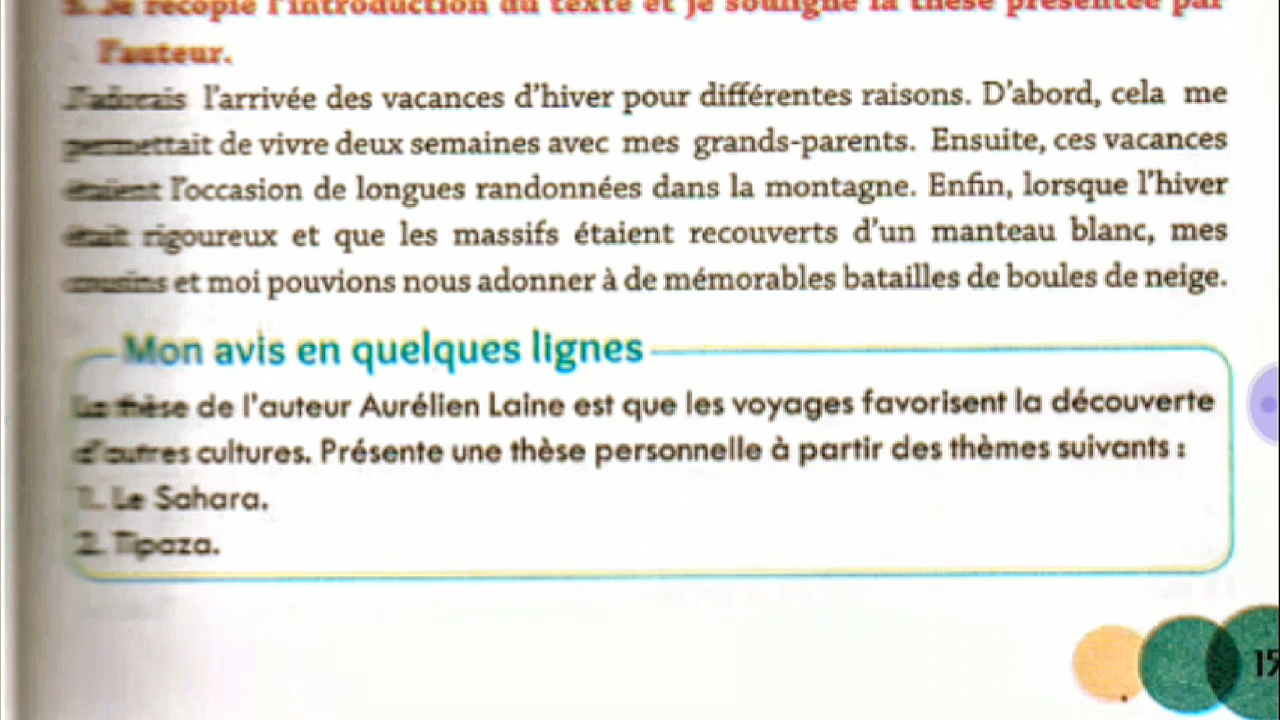 5. Je recopie l'introduction du texte et je souligne la thèse présentée par
l'auteur.
J'adorais l'arrivée des vacances d'hiver pour différentes raisons. D'abord, cela me
permettait de vivre deux semaines avec mes grands-parents. Ensuite, ces vacances
étaient l'occasion de longues randonnées dans la montagne. Enfin, lorsque l'hiver
était rigoureux et que les massifs étaient recouverts d'un manteau blanc, mes
cousins et moi pouvions nous adonner à de mémorables batailles de boules de neige.
Mon avis en quelques lignes
La thèse de l'auteur Aurélien Laine est que les voyages favorisent la découverte
d'autres cultures. Présente une thèse personnelle à partir des thèmes suivants :
1. Le Sahara.
2. Tipaza.